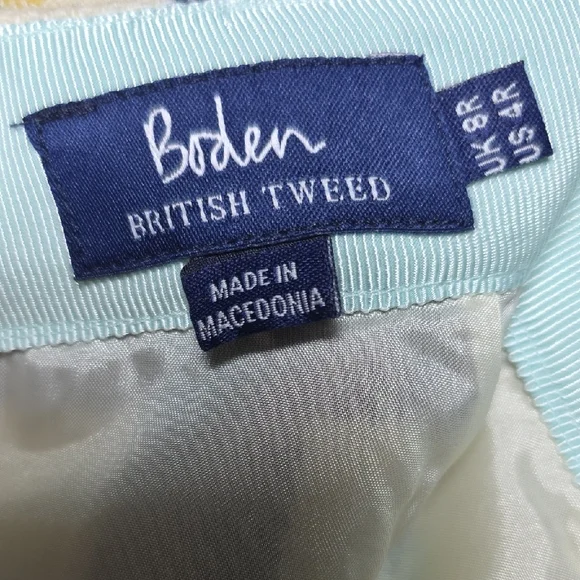 Boden
BRITISH TWEED
UK 8R
US 4R
MADE IN
MACEDONIA